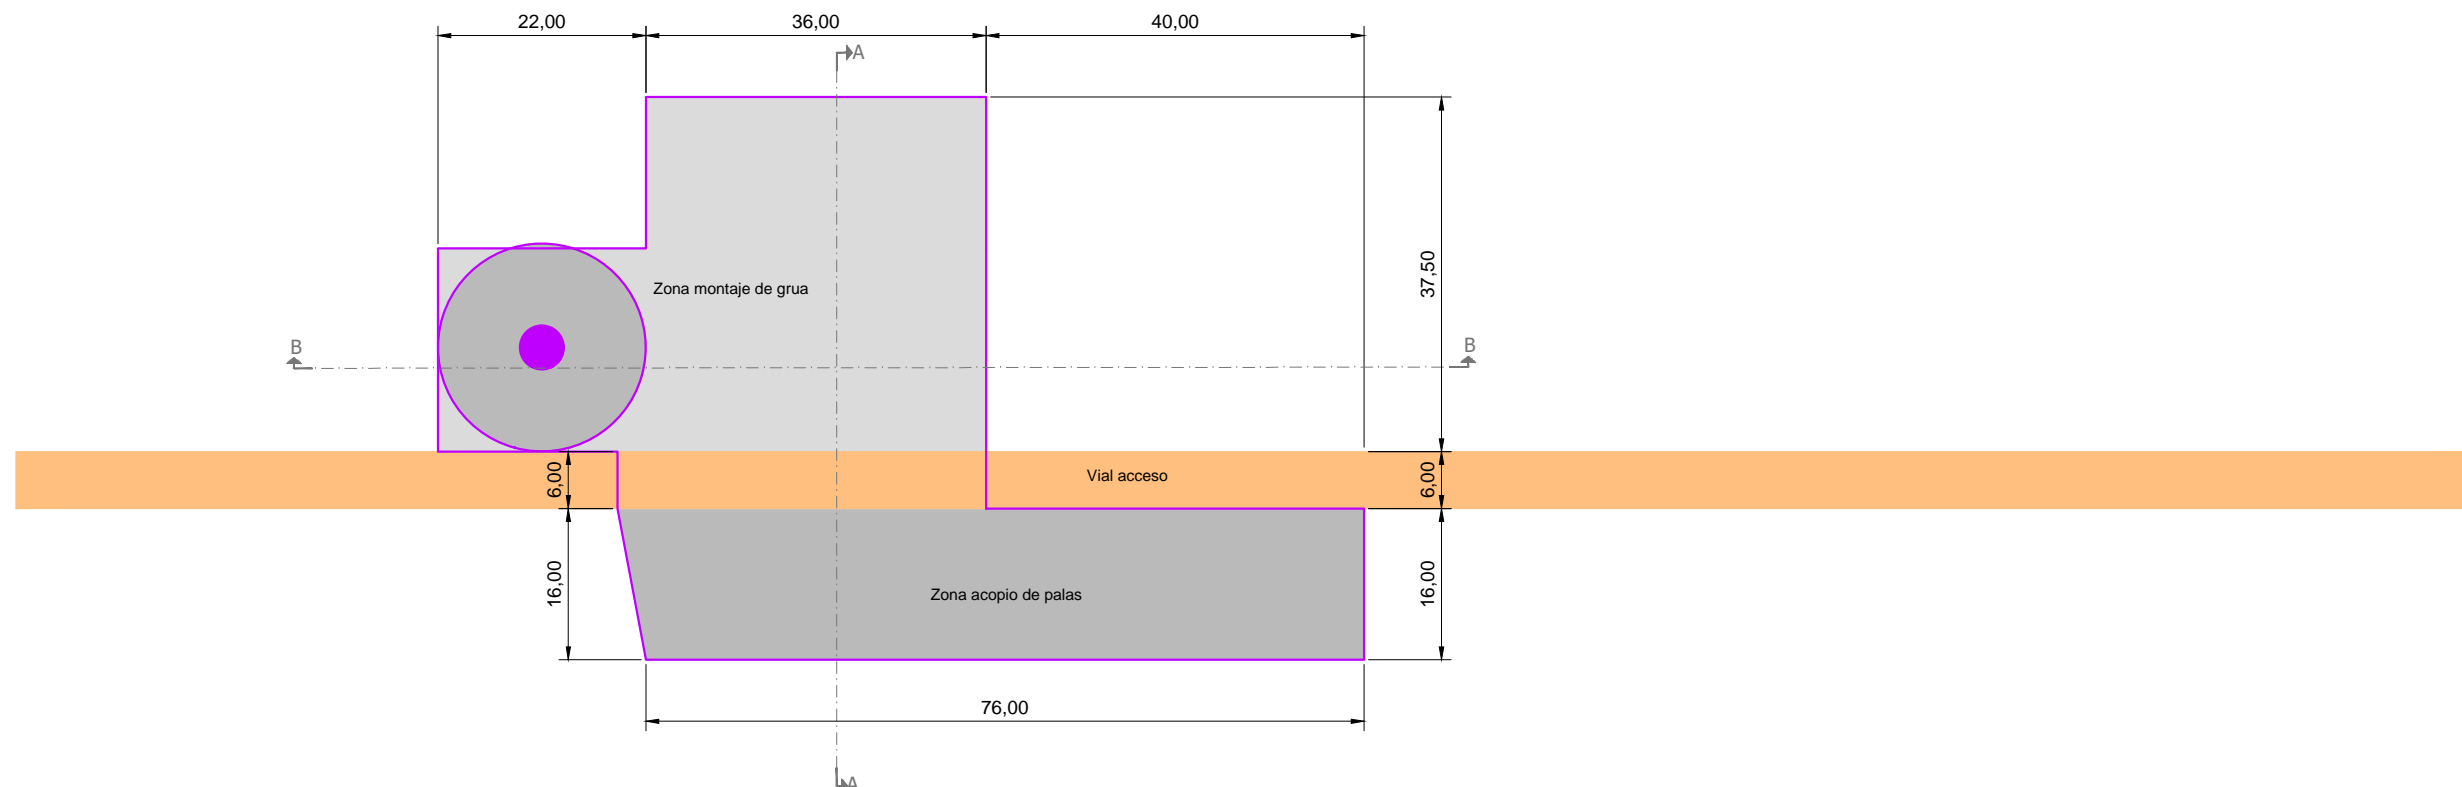 22,00
36,00
40,00
A
Zona montaje de grua
37,50
B
B
Vial acceso
6,00
6,00
16,00
Zona acopio de palas
16,00
76,00
A